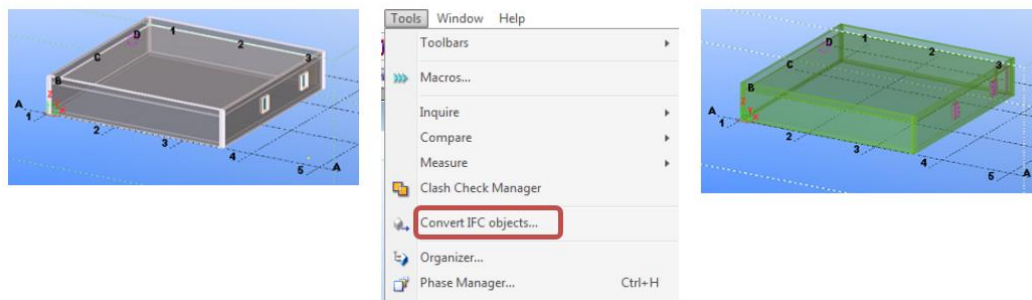 D 1 2 3
C
B
A Z Y X
1 2 3 4 5 A
Tools Window Help
Toolbars
Macros...
Inquire
Compare
Measure
Clash Check Manager
Convert IFC objects...
Organizer...
Phase Manager... Ctrl+H
D 1 2 3
C
B
A Z X
1 2 3 4 5 A